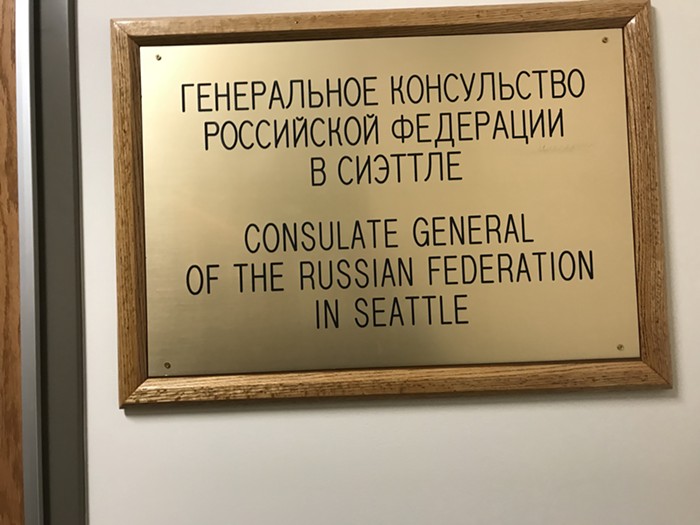 ГЕНЕРАЛЬНОЕ КОНСУЛЬСТВО
РОССИЙСКОЙ ФЕДЕРАЦИИ
В СИЭТТЛЕ
CONSULATE GENERAL
OF THE RUSSIAN FEDERATION
IN SEATTLE